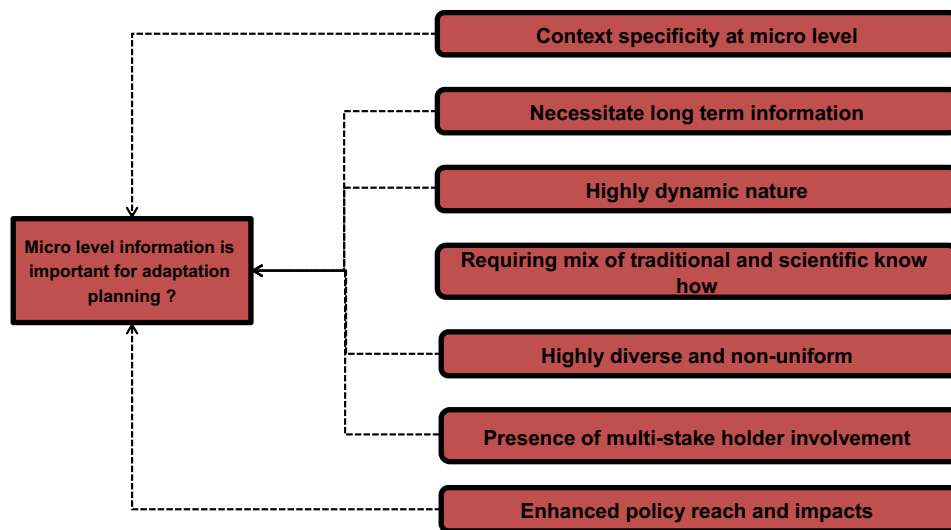 Context specificity at micro level
Necessitate long term information
Highly dynamic nature
Micro level information is
important for adaptation
planning ?
Requiring mix of traditional and scientific know
how
Highly diverse and non-uniform
Presence of multi-stake holder involvement
Enhanced policy reach and impacts